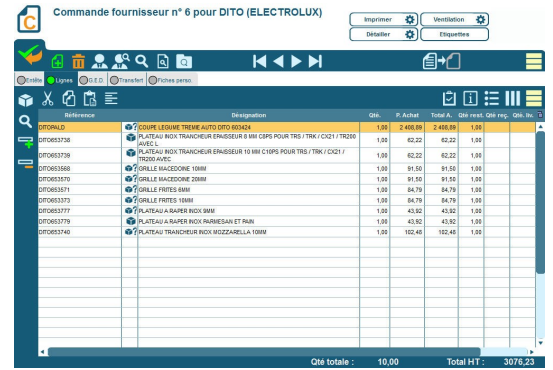 Commande fournisseur n° 6 pour DITO (ELECTROLUX)
Imprimer
Ventilation
Détailler
Etiquettes
C
Entête Lignes G.E.D. Transfert Fiches perso.
Référence Désignation Qté. P. Achat Total A. Qté rest. Qté reç. Qté. liv.
DITOPALD COUPE LEGUME TREMIE AUTO DITO 603424 1,00 2 408,89 2 408,89 1,00
DITO653738 PLATEAU INOX TRANCHEUR EPAISSEUR 8 MM C8PS POUR TRS / TRK / CX21 / TR200 AVEC L 1,00 62,22 62,22 1,00
DITO653739 PLATEAU INOX TRANCHEUR EPAISSEUR 10 MM C10PS POUR TRS / TRK / CX21 / TR200 AVEC 1,00 62,22 62,22 1,00
DITO653568 GRILLE MACEDOINE 10MM 1,00 91,50 91,50 1,00
DITO653570 GRILLE MACEDOINE 20MM 1,00 91,50 91,50 1,00
DITO653571 GRILLE FRITES 6MM 1,00 84,79 84,79 1,00
DITO653373 GRILLE FRITES 10MM 1,00 84,79 84,79 1,00
DITO653777 PLATEAU A RAPER INOX 9MM 1,00 43,92 43,92 1,00
DITO653779 PLATEAU A RAPER INOX PARMESAN ET PAIN 1,00 43,92 43,92 1,00
DITO653740 PLATEAU TRANCHEUR INOX MOZZARELLA 10MM 1,00 102,48 102,48 1,00
Qté totale : 10,00 Total HT : 3076,23